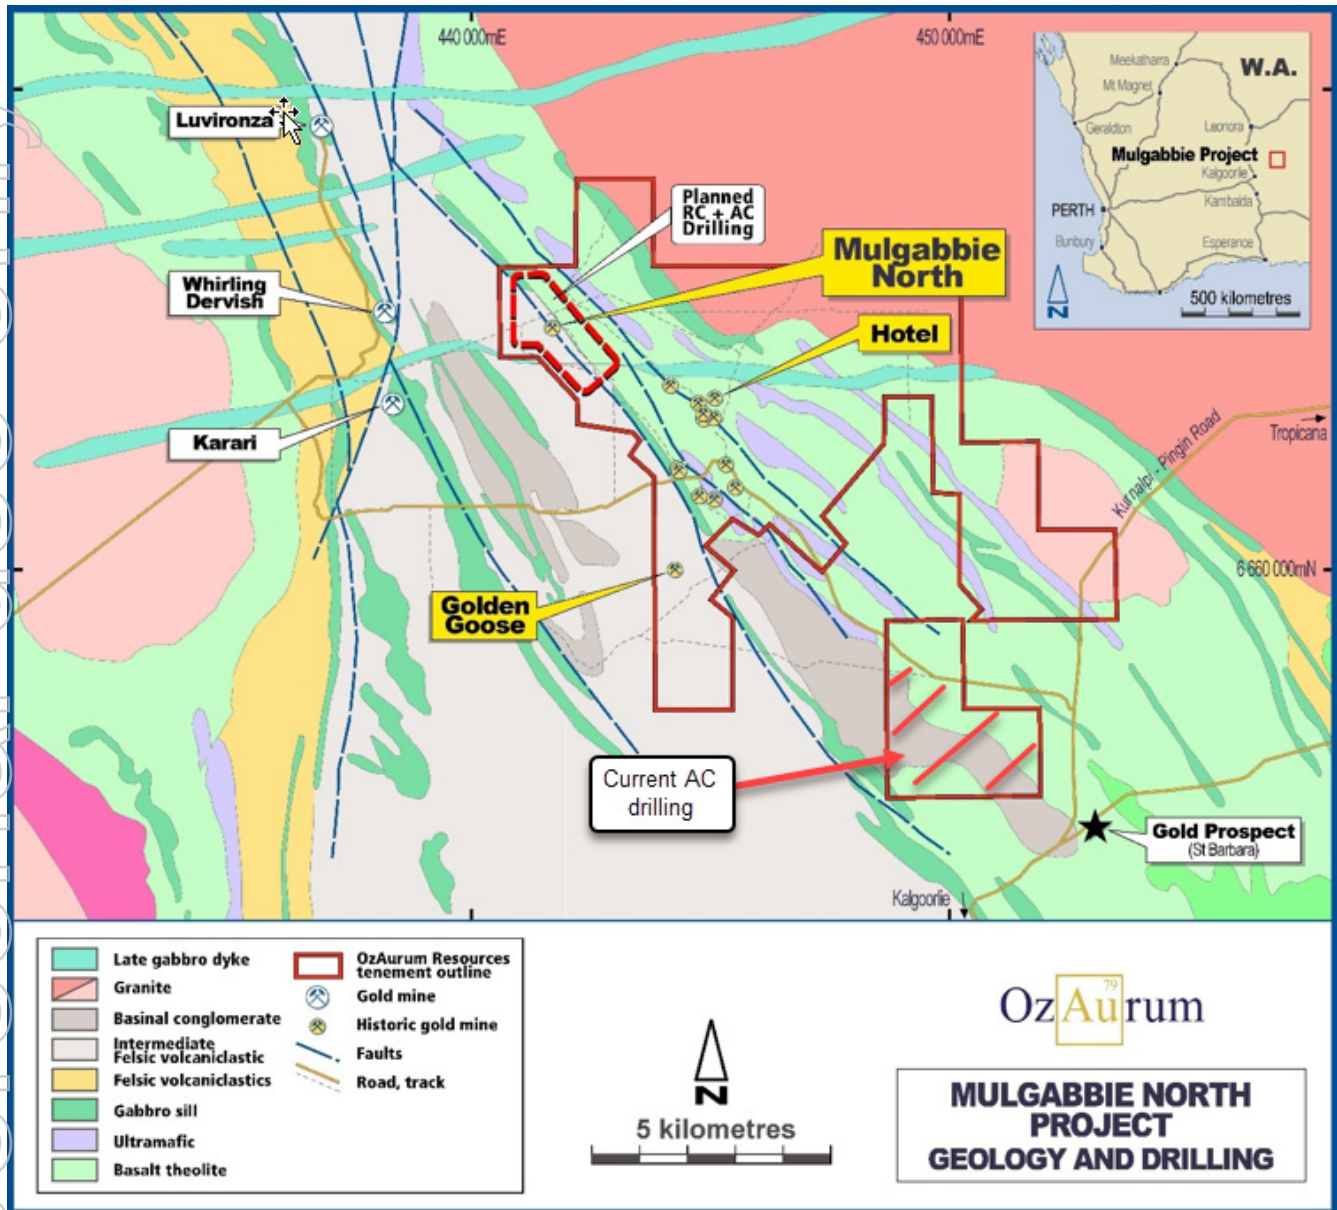 440 000mE
450 000mE
W.A.
Meekatharra
Mt Magnet
Geraldton
Leonora
Mulgabbie Project
Kalgoorlie
Kambalda
PERTH
Bunbury
Esperance
N
500 kilometres
Luvironza
Planned
RC + AC
Drilling
Mulgabbie
North
Whirling
Dervish
Hotel
Karari
Kurnalpi - Pingin Road
Tropicana
6 660 000mN
Golden
Goose
Current AC
drilling
Gold Prospect
(St Barbara)
Kalgoorlie
Late gabbro dyke
Granite
Basinal conglomerate
Intermediate
Felsic volcaniclastic
Felsic volcaniclastics
Gabbro sill
Ultramafic
Basalt theolite
OzAurum Resources
tenement outline
Gold mine
Historic gold mine
Faults
Road, track
N
5 kilometres
79
OzAurum
MULGABBIE NORTH
PROJECT
GEOLOGY AND DRILLING